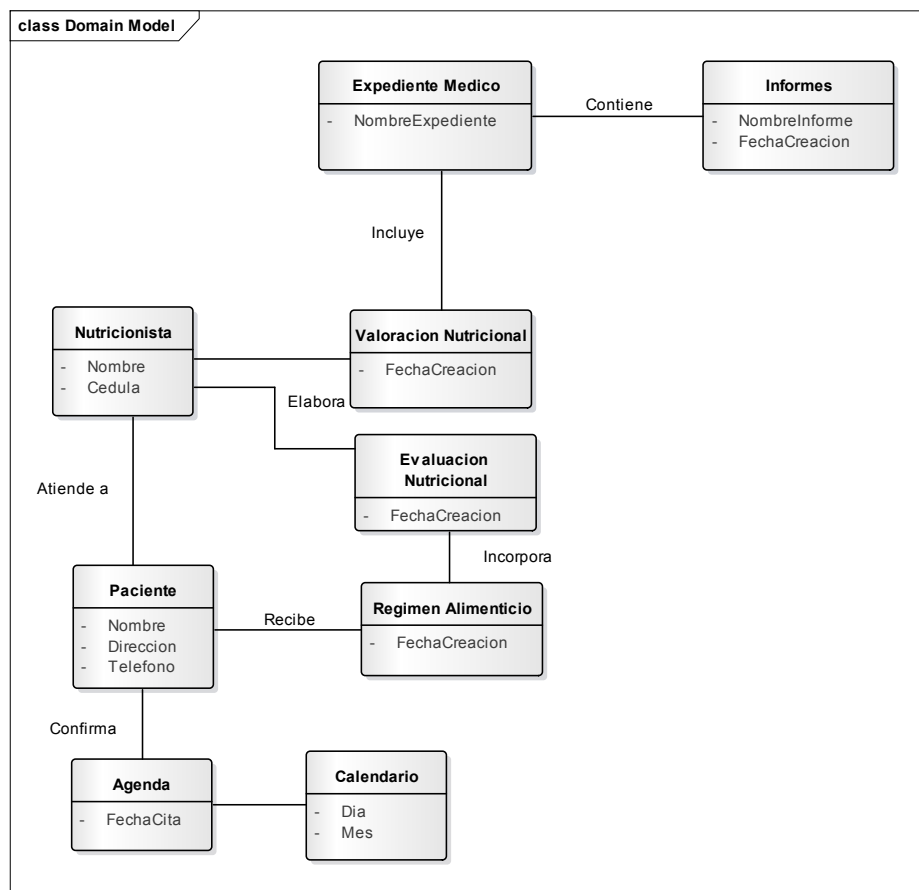 class Domain Model
Expediente Medico
- NombreExpediente
Contiene
Informes
- NombreInforme
- FechaCreacion
Incluye
Nutricionista
- Nombre
- Cedula
Valoracion Nutricional
- FechaCreacion
Elabora
Evaluacion
Nutricional
- FechaCreacion
Atiende a
Incorpora
Paciente
- Nombre
- Direccion
- Telefono
Recibe
Regimen Alimenticio
- FechaCreacion
Confirma
Agenda
- FechaCita
Calendario
- Dia
- Mes